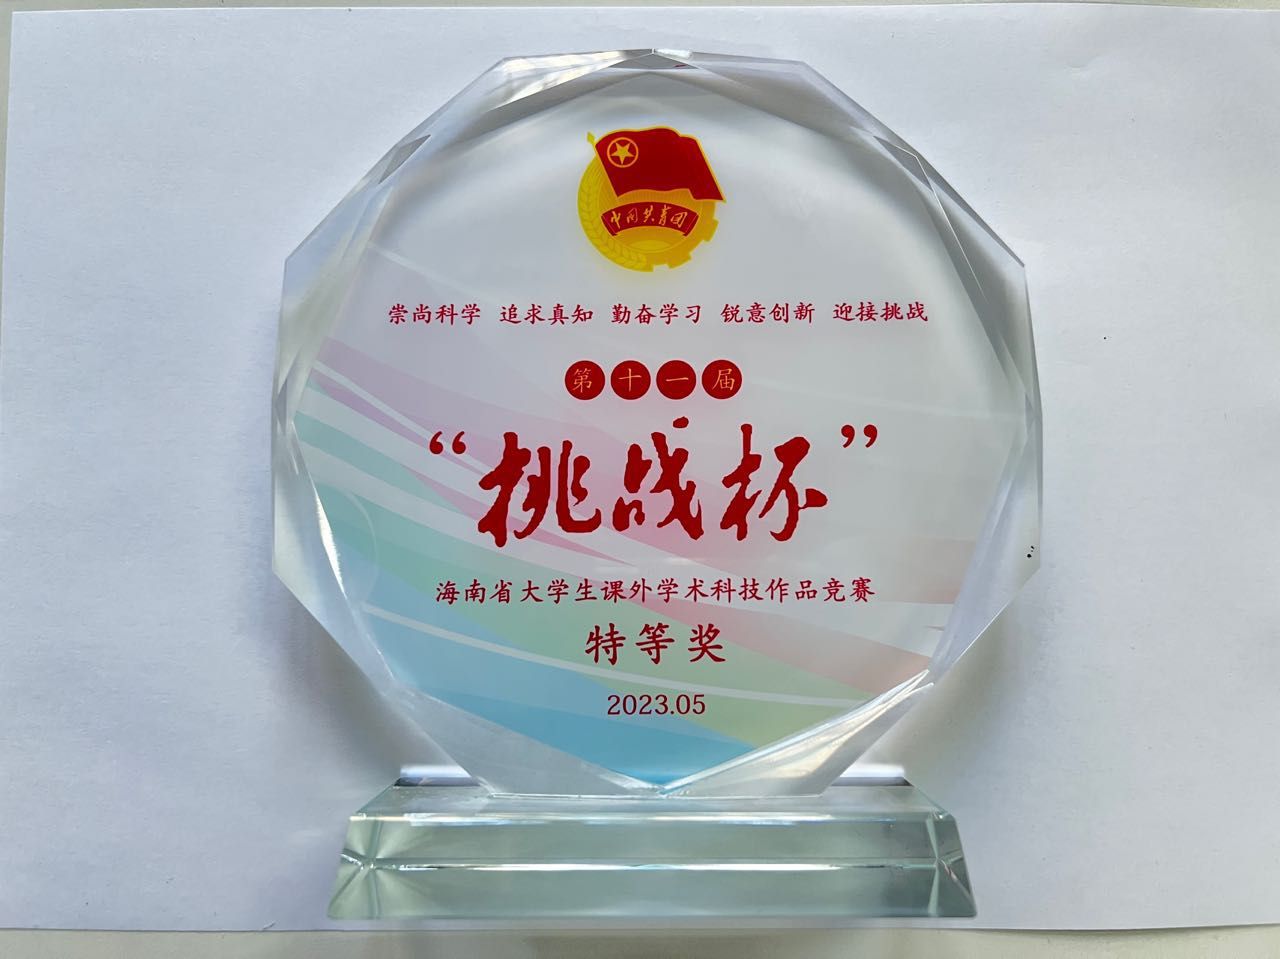 中国共青团
崇尚科学 追求真知 勤奋学习 锐意创新 迎接挑战
第十一届
“挑战杯”
海南省大学生课外学术科技作品竞赛
特等奖
2023.05